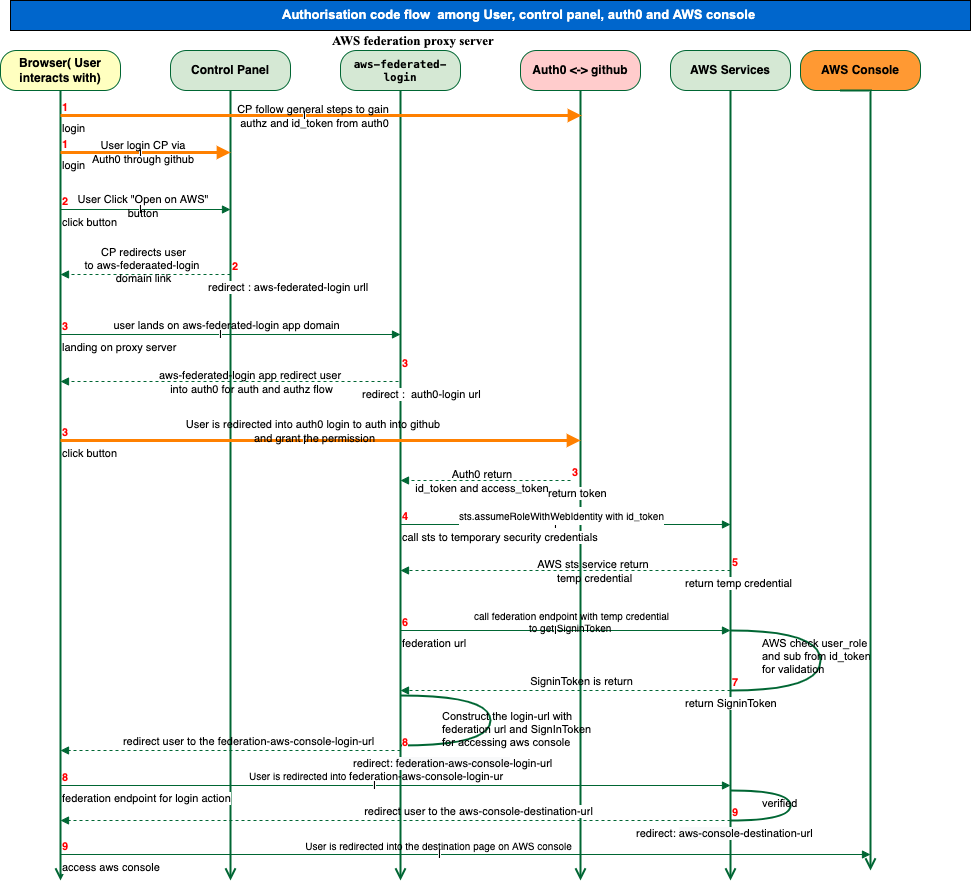 Authorisation code flow  among User, control panel, auth0 and AWS console
AWS federation proxy server
Browser( User
interacts with)
Control Panel
aws-federated-
login
Auth0 <-> github
AWS Services
AWS Console
1
CP follow general steps to gain
authz and id_token from auth0
login
1
User login CP via
Auth0 through github
login
2
User Click "Open on AWS"
button
click button
CP redirects user
to aws-federaated-login
domain link
2
redirect : aws-federated-login urll
3
user lands on aws-federated-login app domain
landing on proxy server
3
aws-federated-login app redirect user
into auth0 for auth and authz flow
redirect :  auth0-login url
3
User is redirected into auth0 login to auth into github
and grant the permission
click button
3
Auth0 return
id_token and access_token
return token
4
sts.assumeRoleWithWebIdentity with id_token
call sts to temporary security credentials
5
AWS sts service return
temp credential
return temp credential
6
call federation endpoint with temp credential
to get SigninToken
federation url
AWS check user_role
and sub from id_token
for validation
7
SigninToken is return
return SigninToken
Construct the login-url with
federation url and SignInToken
for accessing aws console
8
redirect user to the federation-aws-console-login-url
redirect: federation-aws-console-login-url
8
User is redirected into federation-aws-console-login-ur
federation endpoint for login action
verified
9
redirect user to the aws-console-destination-url
redirect: aws-console-destination-url
9
User is redirected into the destination page on AWS console
access aws console